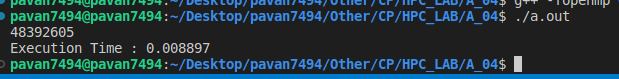 pavan7494@pavan7494:~/Desktop/pavan7494/Other/CP/HPC_LAB/A_04$ g++ -fopenmp
pavan7494@pavan7494:~/Desktop/pavan7494/Other/CP/HPC_LAB/A_04$ ./a.out
48392605
Execution Time : 0.008897
pavan7494@pavan7494:~/Desktop/pavan7494/Other/CP/HPC_LAB/A_04$